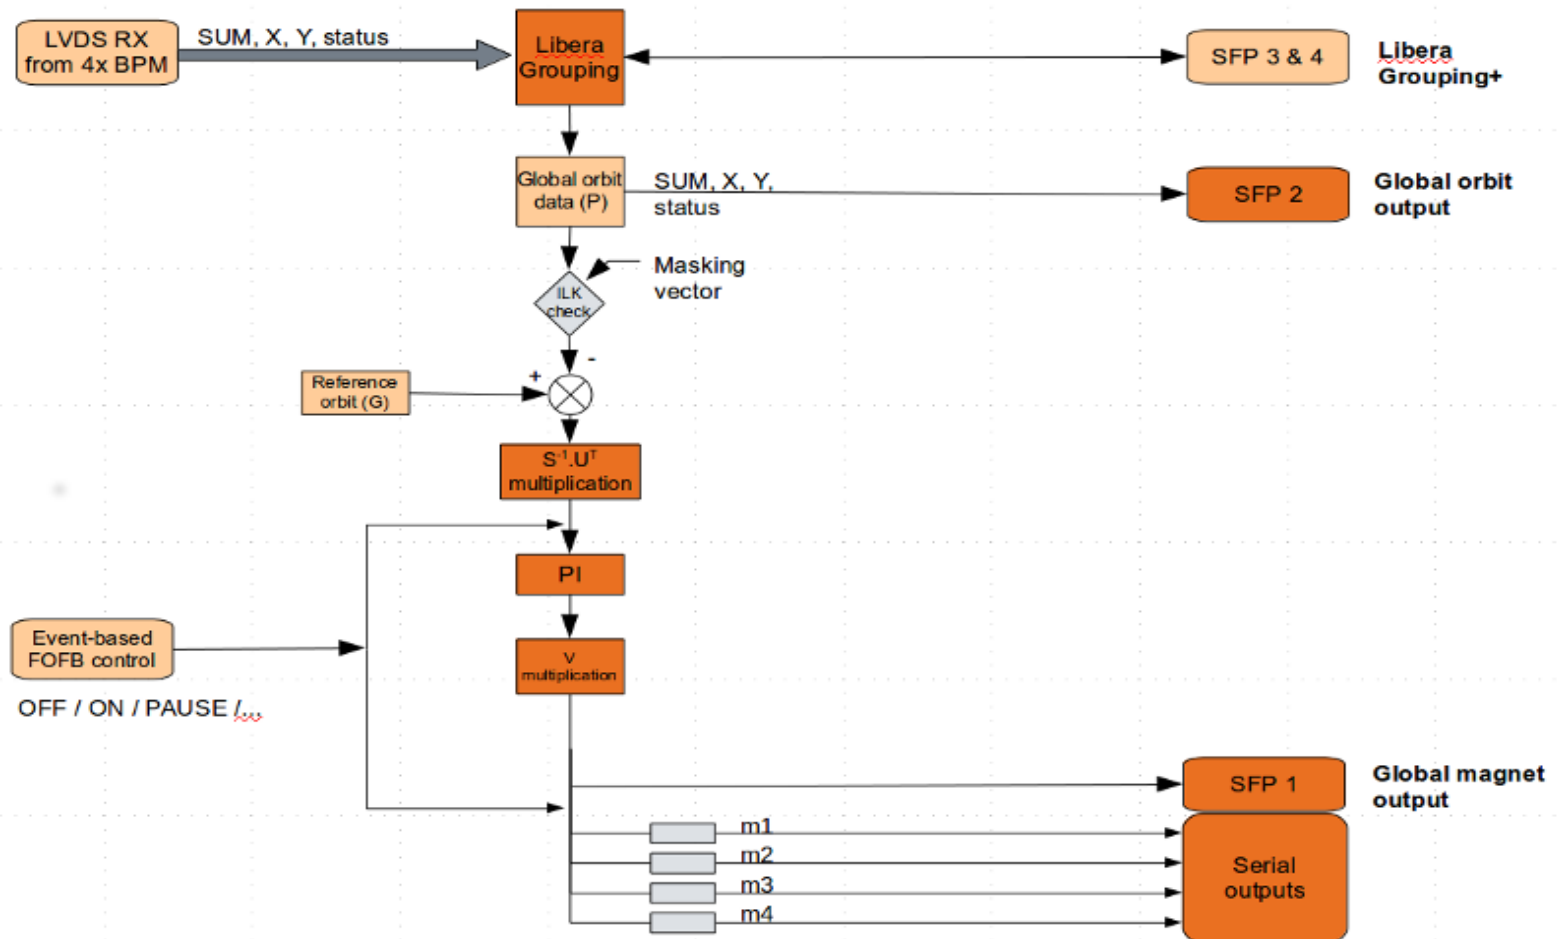 LVDS RX
from 4x BPM
SUM, X, Y, status
Libera
Grouping
SFP 3 & 4
Libera
Grouping+
Global orbit
data (P)
SUM, X, Y,
status
SFP 2
Global orbit
output
Masking
vector
ILK
check
-
+
Reference
orbit (G)
S⁻¹.Uᵀ
multiplication
PI
Event-based
FOFB control
V
multiplication
OFF / ON / PAUSE /...
SFP 1
Global magnet
output
m1
m2
m3
m4
Serial
outputs